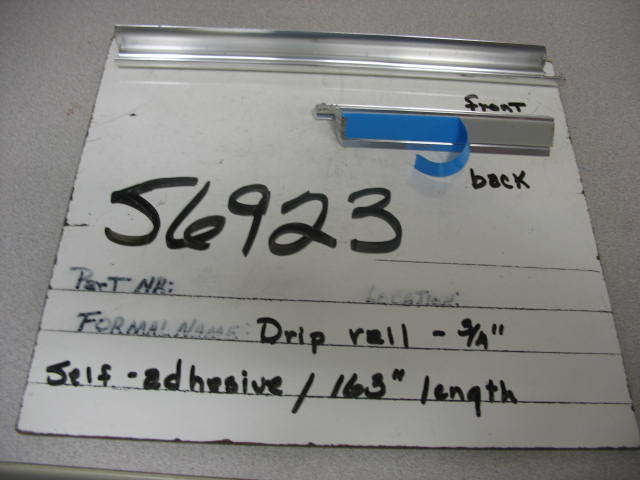 front
back
56923
PART NR:
LOCATION:
FORMAL NAME: Drip rail - 3/4"
Self-adhesive / 163" length